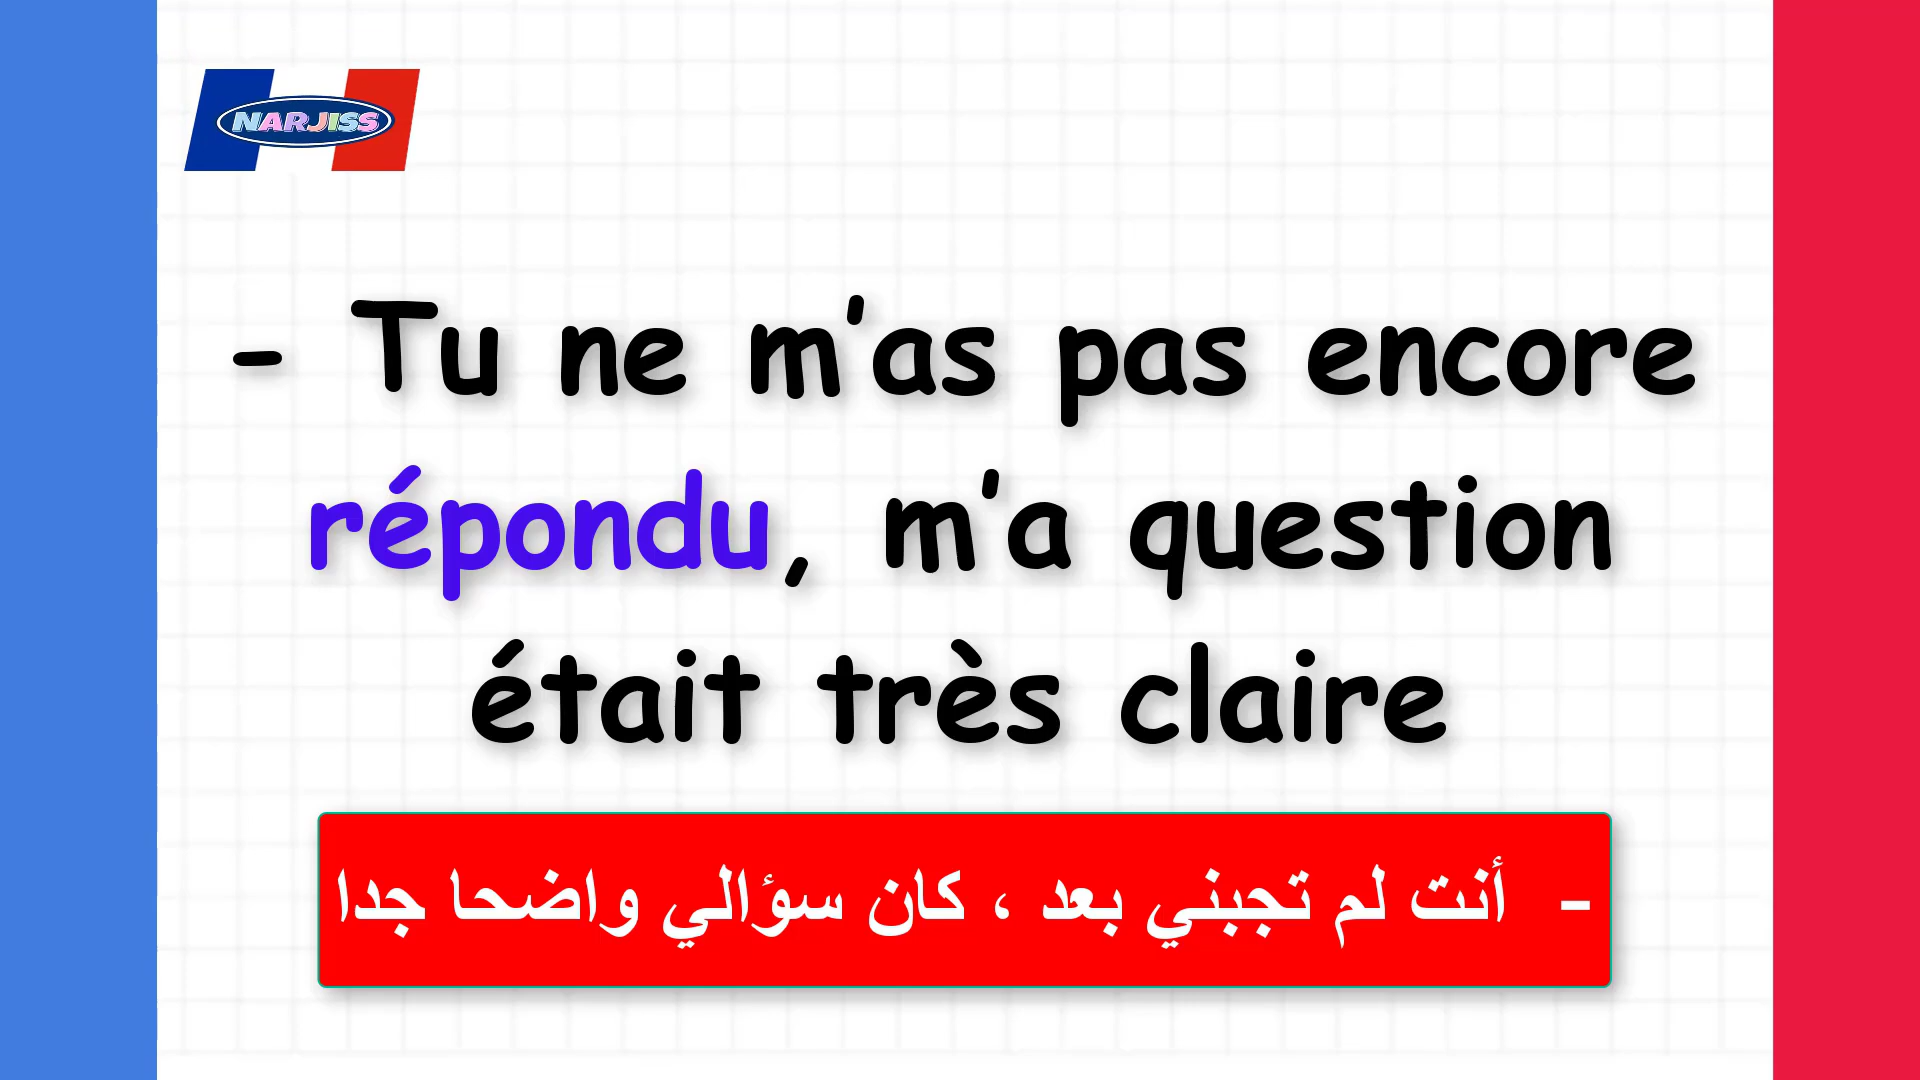 NARJISS
- Tu ne m'as pas encore
répondu, m'a question
était très claire
- أنت لم تجبني بعد ، كان سؤالي واضحا جدا